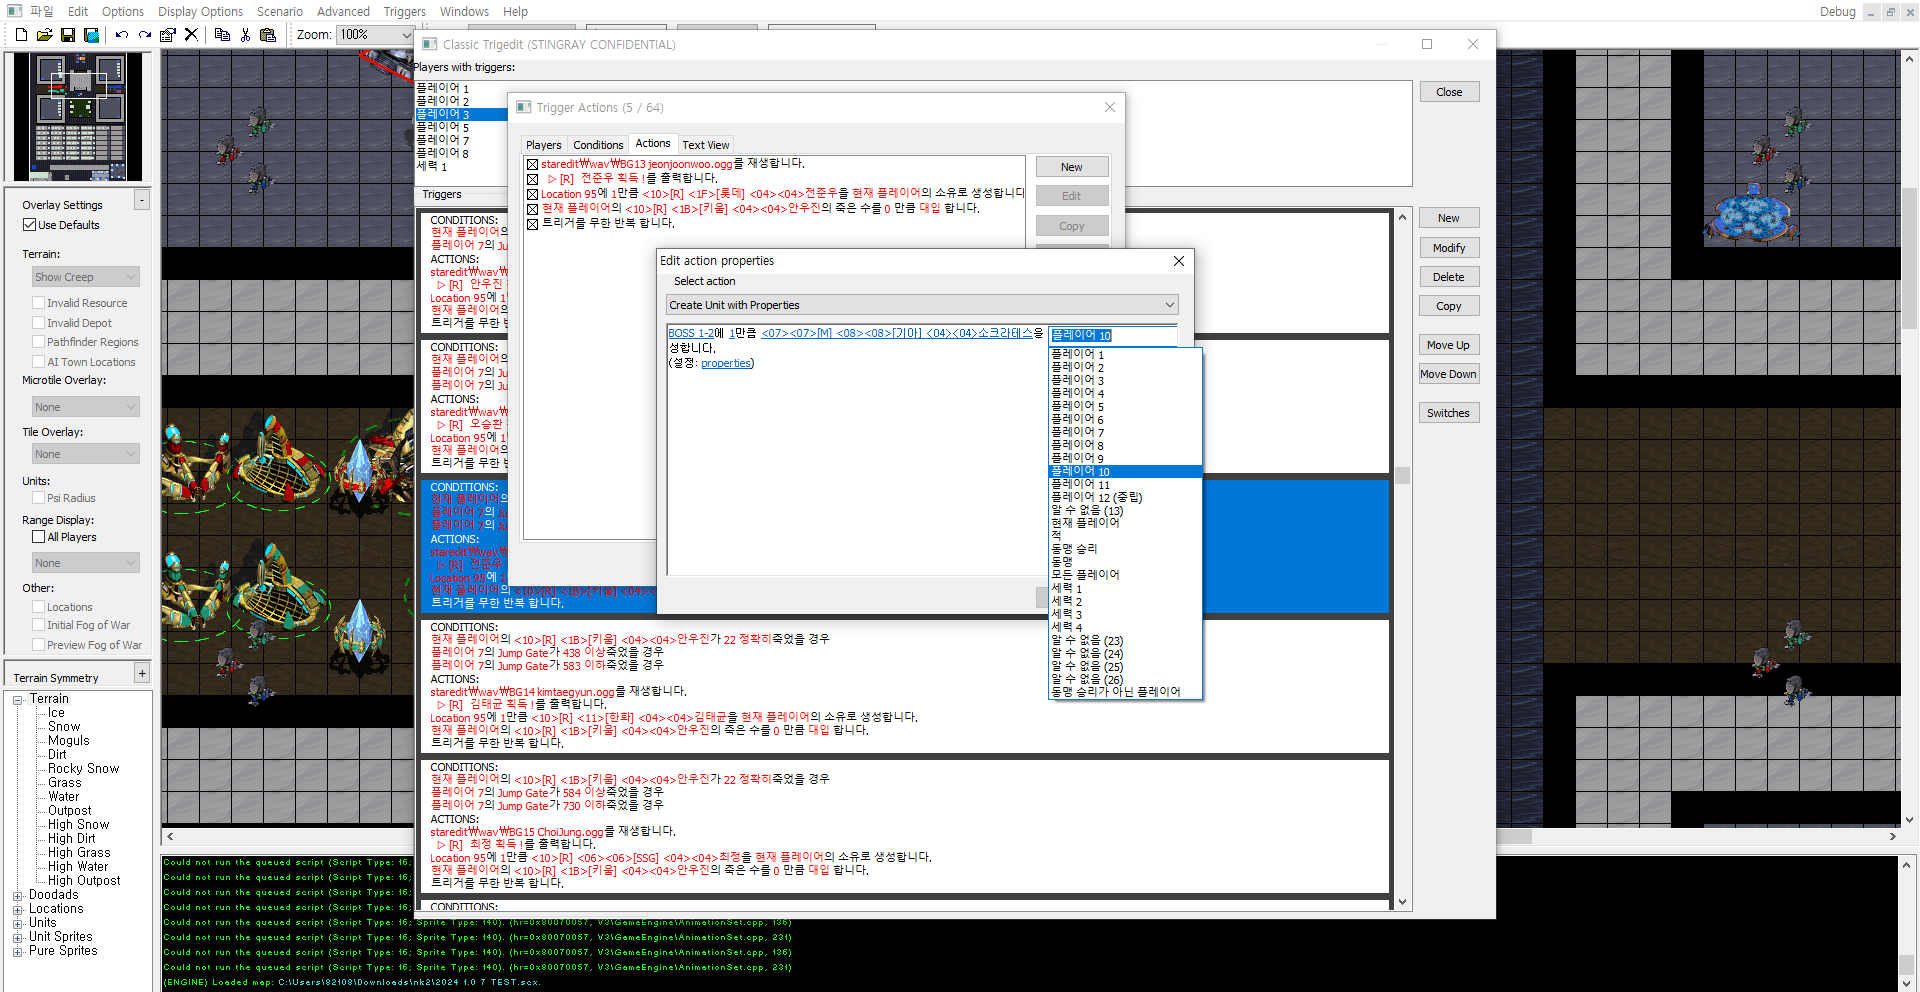 파일 Edit Options Display Options Scenario Advanced Triggers Windows Help Debug
Zoom: 100%
Classic Trigedit (STINGRAY CONFIDENTIAL)
Players with triggers:
플레이어 1
플레이어 2
플레이어 3
플레이어 5
플레이어 7
플레이어 8
세력 1
Close
Triggers
New
Modify
Delete
Copy
Move Up
Move Down
Switches
Trigger Actions (5 / 64)
Players Conditions Actions Text View
staredit₩wav₩BG13 jeonjoonwoo.ogg를 재생합니다.
▷[R] 전준우 획득 !를 출력합니다.
Location 95에 1만큼 <10>[R] <1F>[롯데] <04><04>전준우을 현재 플레이어의 소유로 생성합니다
현재 플레이어의 <10>[R] <1B>[키움] <04><04>안우진의 죽은 수를 0 만큼 대입 합니다.
트리거를 무한 반복 합니다.
New
Edit
Copy
Edit action properties
Select action
Create Unit with Properties
BOSS 1-2에 1만큼 <07><07>[M] <08><08>[기아] <04><04>소크라테스을 플레이어 10
성합니다.
(설정: properties)
플레이어 1
플레이어 2
플레이어 3
플레이어 4
플레이어 5
플레이어 6
플레이어 7
플레이어 8
플레이어 9
플레이어 10
플레이어 11
플레이어 12 (중립)
알 수 없음 (13)
현재 플레이어
적
동맹 승리
동맹
모든 플레이어
세력 1
세력 2
세력 3
세력 4
알 수 없음 (23)
알 수 없음 (24)
알 수 없음 (25)
알 수 없음 (26)
동맹 승리가 아닌 플레이어
CONDITIONS:
현재 플레이어의
플레이어 7의 Jum
ACTIONS:
staredit₩wav₩
▷[R] 안우진
Location 95에 1
현재 플레이어의
트리거를 무한
CONDITIONS:
현재 플레이어의
플레이어 7의 Ju
플레이어 7의 Ju
ACTIONS:
staredit₩wav₩
▷[R] 오승환
Location 95에 1
현재 플레이어의
트리거를 무한
CONDITIONS:
현재 플레이어의
플레이어 7의 Ju
플레이어 7의 Ju
ACTIONS:
staredit₩wav₩
▷[R] 전준우
Location 95에
현재 플레이어의 <10>[R] <1B>[키움] <04><
트리거를 무한 반복 합니다.
CONDITIONS:
현재 플레이어의 <10>[R] <1B>[키움] <04><04>안우진가 22 정확히죽었을 경우
플레이어 7의 Jump Gate가 438 이상죽었을 경우
플레이어 7의 Jump Gate가 583 이하죽었을 경우
ACTIONS:
staredit₩wav₩BG14 kimtaegyun.ogg를 재생합니다.
▷[R] 김태균 획득 !를 출력합니다.
Location 95에 1만큼 <10>[R] <11>[한화] <04><04>김태균을 현재 플레이어의 소유로 생성합니다.
현재 플레이어의 <10>[R] <1B>[키움] <04><04>안우진의 죽은 수를 0 만큼 대입 합니다.
트리거를 무한 반복 합니다.
CONDITIONS:
현재 플레이어의 <10>[R] <1B>[키움] <04><04>안우진가 22 정확히죽었을 경우
플레이어 7의 Jump Gate가 584 이상죽었을 경우
플레이어 7의 Jump Gate가 730 이하죽었을 경우
ACTIONS:
staredit₩wav₩BG15 ChoiJung.ogg를 재생합니다.
▷[R] 최정 획득 !를 출력합니다.
Location 95에 1만큼 <10>[R] <06><06>[SSG] <04><04>최정을 현재 플레이어의 소유로 생성합니다.
현재 플레이어의 <10>[R] <1B>[키움] <04><04>안우진의 죽은 수를 0 만큼 대입 합니다.
트리거를 무한 반복 합니다.
CONDITIONS:
Overlay Settings -
Use Defaults
Terrain:
Show Creep
Invalid Resource
Invalid Depot
Pathfinder Regions
AI Town Locations
Microtile Overlay:
None
Tile Overlay:
None
Units:
Psi Radius
Range Display:
All Players
None
Other:
Locations
Initial Fog of War
Preview Fog of War
Terrain Symmetry +
Terrain
Ice
Snow
Moguls
Dirt
Rocky Snow
Grass
Water
Outpost
High Snow
High Dirt
High Grass
High Water
High Outpost
Doodads
Locations
Units
Unit Sprites
Pure Sprites
Could not run the queued script (Script Type: 16;
Could not run the queued script (Script Type: 16;
Could not run the queued script (Script Type: 16;
Could not run the queued script (Script Type: 16;
Could not run the queued script (Script Type: 16; Sprite Type: 140). (hr=0x80070057, V3\GameEngine\AnimationSet.cpp, 136)
Could not run the queued script (Script Type: 16; Sprite Type: 140). (hr=0x80070057, V3\GameEngine\AnimationSet.cpp, 231)
Could not run the queued script (Script Type: 16; Sprite Type: 140). (hr=0x80070057, V3\GameEngine\AnimationSet.cpp, 136)
Could not run the queued script (Script Type: 16; Sprite Type: 140). (hr=0x80070057, V3\GameEngine\AnimationSet.cpp, 231)
(ENGINE) Loaded map: C:\Users\82108\Downloads\nk2\2024 1.0 7 TEST.scx.